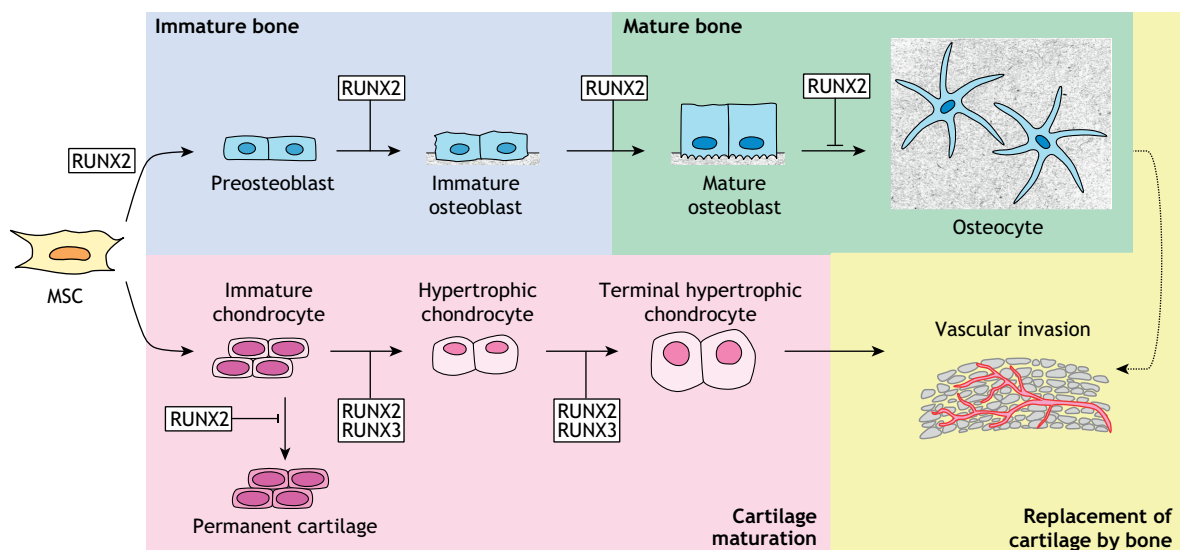 Immature bone
Mature bone
RUNX2
RUNX2
RUNX2
RUNX2
Preosteoblast
Immature
osteoblast
Mature
osteoblast
Osteocyte
MSC
Immature
chondrocyte
Hypertrophic
chondrocyte
Terminal hypertrophic
chondrocyte
Vascular invasion
RUNX2
RUNX2
RUNX3
RUNX2
RUNX3
Permanent cartilage
Cartilage
maturation
Replacement of
cartilage by bone